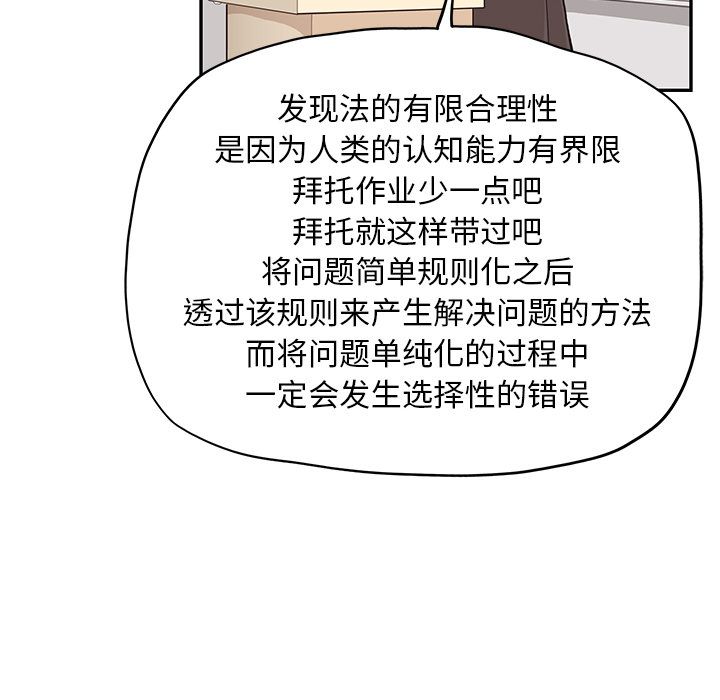 发现法的有限合理性
是因为人类的认知能力有界限
拜托作业少一点吧
拜托就这样带过吧
将问题简单规则化之后
透过该规则来产生解决问题的方法
而将问题单纯化的过程中
一定会发生选择性的错误